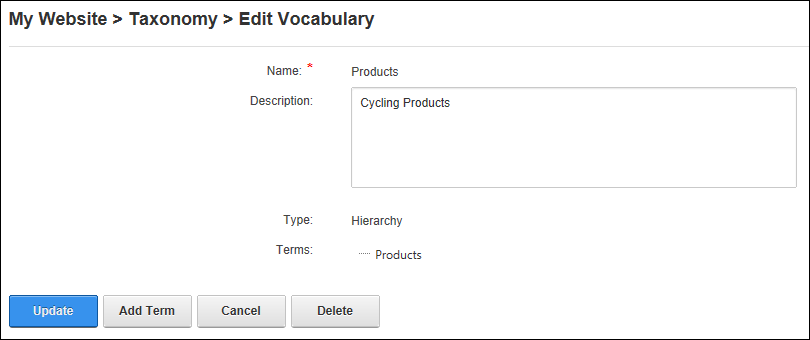 My Website > Taxonomy > Edit Vocabulary
Name: * Products
Description: Cycling Products
Type: Hierarchy
Terms: Products
Update Add Term Cancel Delete